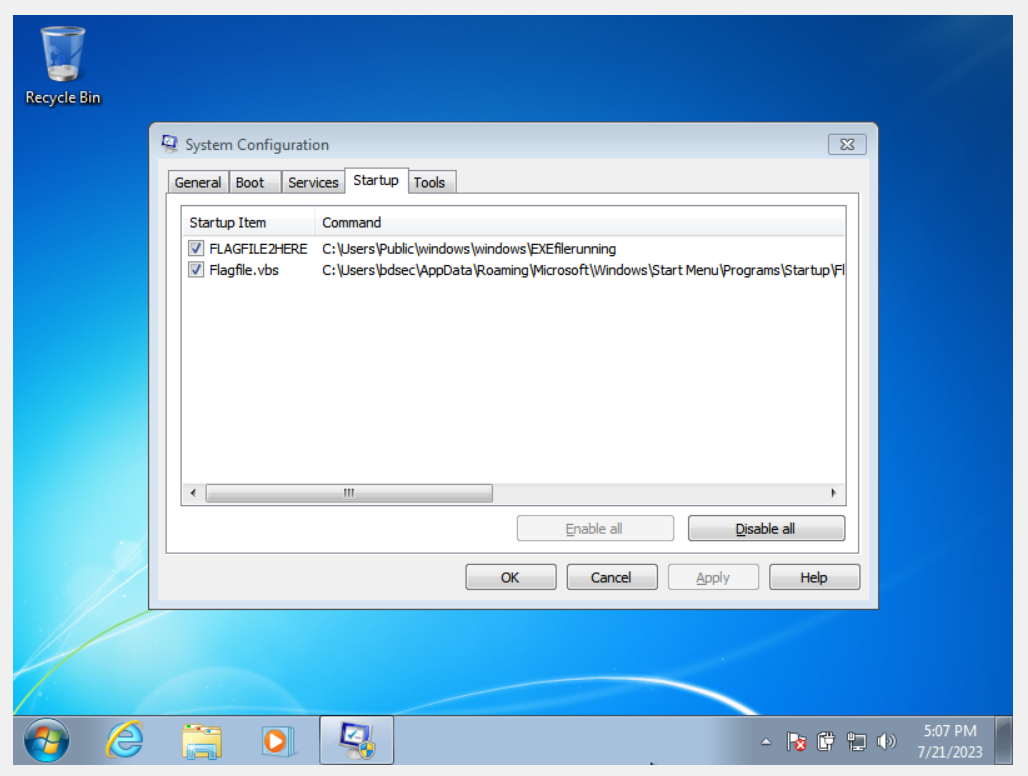 Recycle Bin
System Configuration
General Boot Services Startup Tools
Startup Item Command
FLAGFILE2HERE C:\Users\Public\windows\windows\EXEfilerunning
Flagfile.vbs C:\Users\bdsec\AppData\Roaming\Microsoft\Windows\Start Menu\Programs\Startup\Fl
Enable all Disable all
OK Cancel Apply Help
5:07 PM
7/21/2023